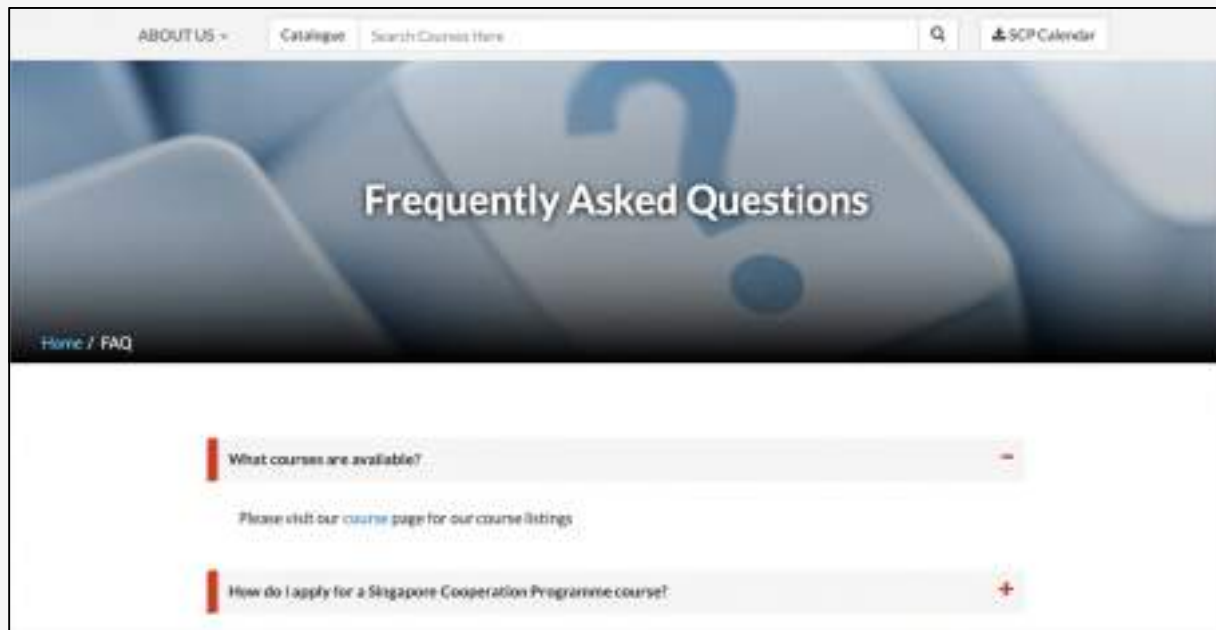 ABOUT US
Catalogue
Search Courses Here
SCP Calendar
Frequently Asked Questions
?
Home / FAQ
What courses are available?
Please visit our course page for our course listings
How do I apply for a Singapore Cooperation Programme course?